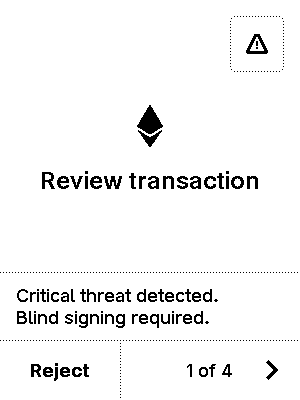 Review transaction
Critical threat detected.
Blind signing required.
Reject
1 of 4